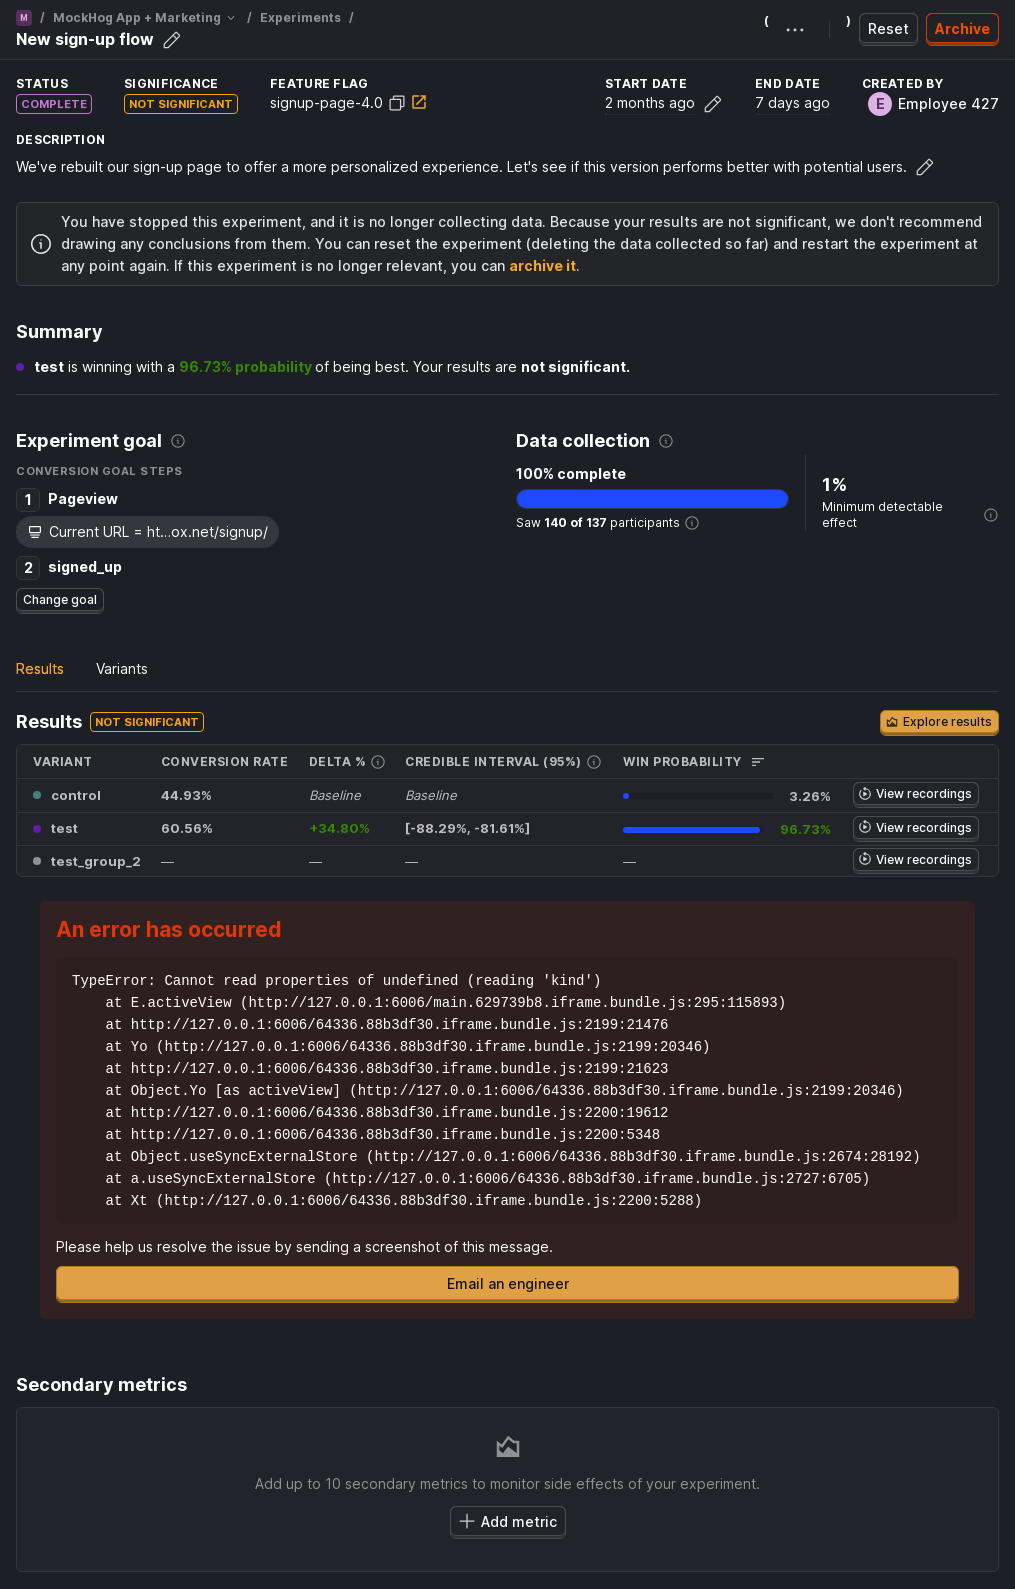 M / MockHog App + Marketing / Experiments /
New sign-up flow
( ··· )
Reset
Archive
STATUS
COMPLETE
SIGNIFICANCE
NOT SIGNIFICANT
FEATURE FLAG
signup-page-4.0
START DATE
2 months ago
END DATE
7 days ago
CREATED BY
E Employee 427
DESCRIPTION
We've rebuilt our sign-up page to offer a more personalized experience. Let's see if this version performs better with potential users.
You have stopped this experiment, and it is no longer collecting data. Because your results are not significant, we don't recommend
drawing any conclusions from them. You can reset the experiment (deleting the data collected so far) and restart the experiment at
any point again. If this experiment is no longer relevant, you can archive it.
Summary
test is winning with a 96.73% probability of being best. Your results are not significant.
Experiment goal
CONVERSION GOAL STEPS
1 Pageview
Current URL = ht...ox.net/signup/
2 signed_up
Change goal
Data collection
100% complete
Saw 140 of 137 participants
1%
Minimum detectable
effect
Results Variants
Results NOT SIGNIFICANT
Explore results
VARIANT CONVERSION RATE DELTA % CREDIBLE INTERVAL (95%) WIN PROBABILITY
control 44.93% Baseline Baseline 3.26% View recordings
test 60.56% +34.80% [-88.29%, -81.61%] 96.73% View recordings
test_group_2 — — — — View recordings
An error has occurred
TypeError: Cannot read properties of undefined (reading 'kind')
at E.activeView (http://127.0.0.1:6006/main.629739b8.iframe.bundle.js:295:115893)
at http://127.0.0.1:6006/64336.88b3df30.iframe.bundle.js:2199:21476
at Yo (http://127.0.0.1:6006/64336.88b3df30.iframe.bundle.js:2199:20346)
at http://127.0.0.1:6006/64336.88b3df30.iframe.bundle.js:2199:21623
at Object.Yo [as activeView] (http://127.0.0.1:6006/64336.88b3df30.iframe.bundle.js:2199:20346)
at http://127.0.0.1:6006/64336.88b3df30.iframe.bundle.js:2200:19612
at http://127.0.0.1:6006/64336.88b3df30.iframe.bundle.js:2200:5348
at Object.useSyncExternalStore (http://127.0.0.1:6006/64336.88b3df30.iframe.bundle.js:2674:28192)
at a.useSyncExternalStore (http://127.0.0.1:6006/64336.88b3df30.iframe.bundle.js:2727:6705)
at Xt (http://127.0.0.1:6006/64336.88b3df30.iframe.bundle.js:2200:5288)
Please help us resolve the issue by sending a screenshot of this message.
Email an engineer
Secondary metrics
Add up to 10 secondary metrics to monitor side effects of your experiment.
Add metric